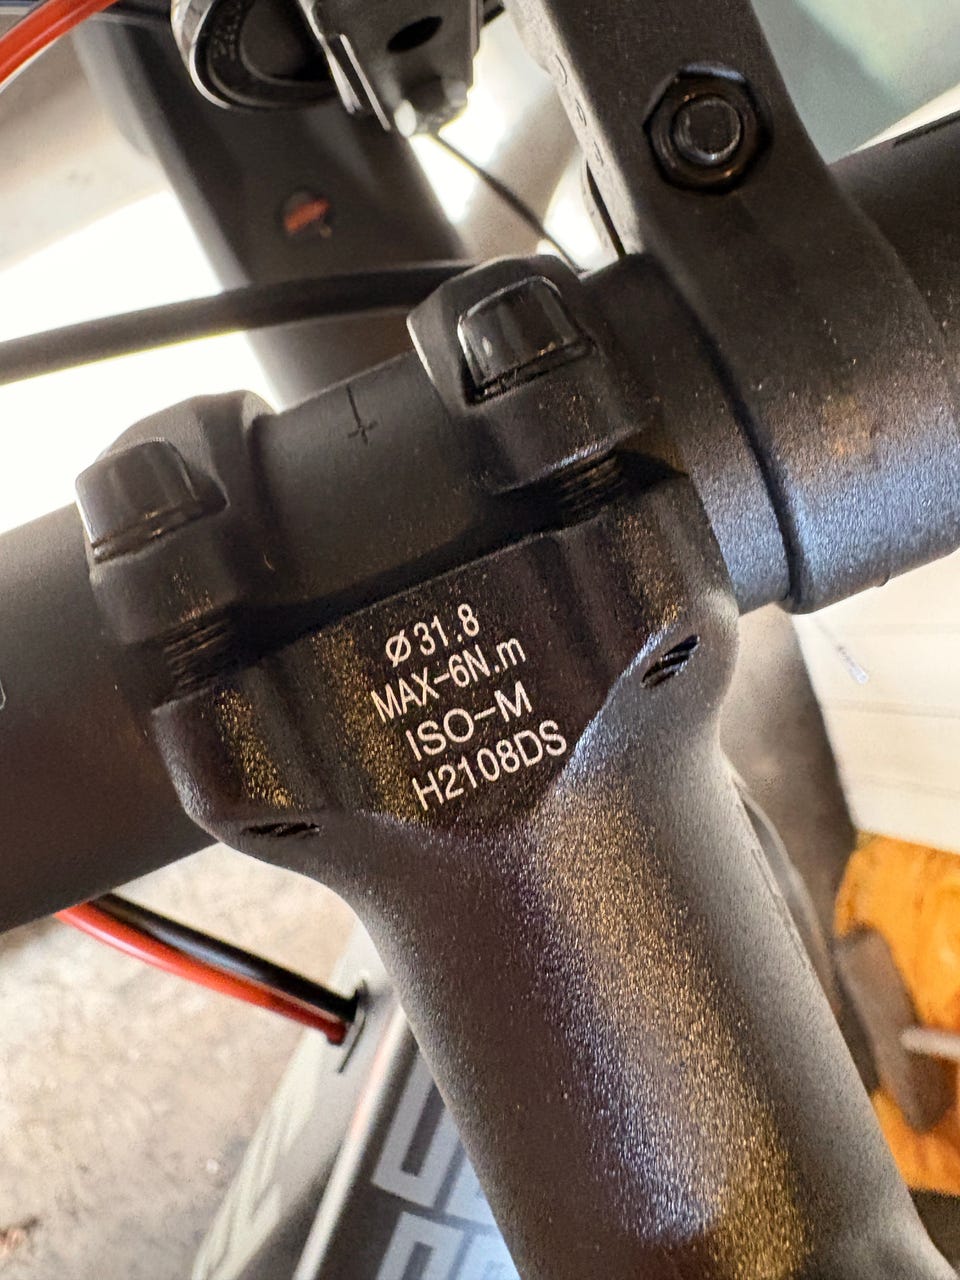 Ø31.8
MAX-6N.m
ISO-M
H2108DS